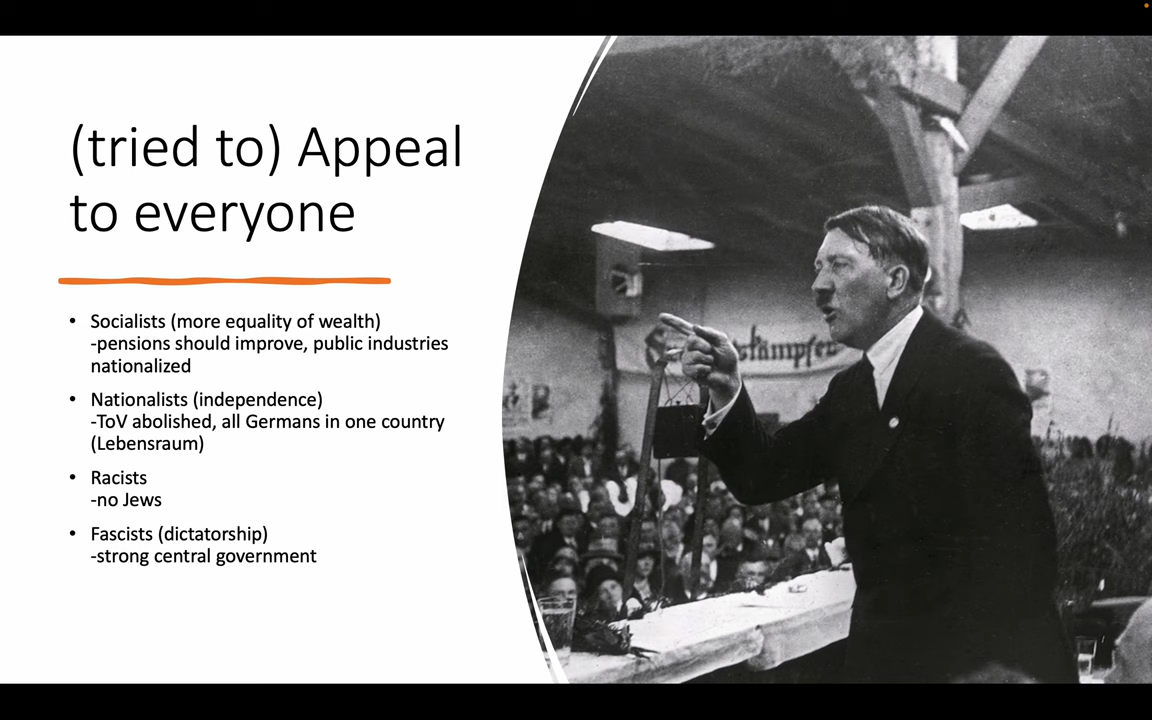 (tried to) Appeal
to everyone
• Socialists (more equality of wealth)
-pensions should improve, public industries
nationalized
• Nationalists (independence)
-ToV abolished, all Germans in one country
(Lebensraum)
• Racists
-no Jews
• Fascists (dictatorship)
-strong central government